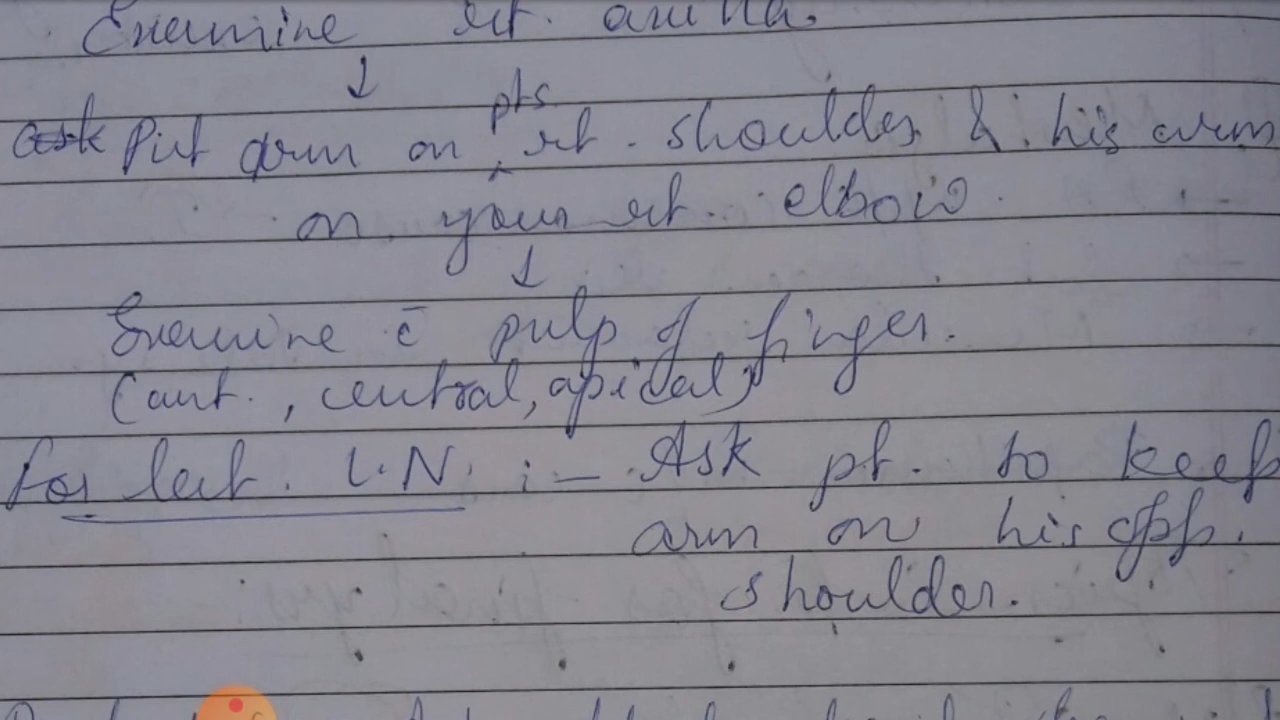 Examine rt. axilla.
↓
ask Put arm on pts rt. shoulder & his arm
on your rt. elbow.
↓
Examine c̄ pulp of finger.
(ant., central, apical)
for lat. L.N. :- Ask pt. to keep
arm on his opp.
shoulder.